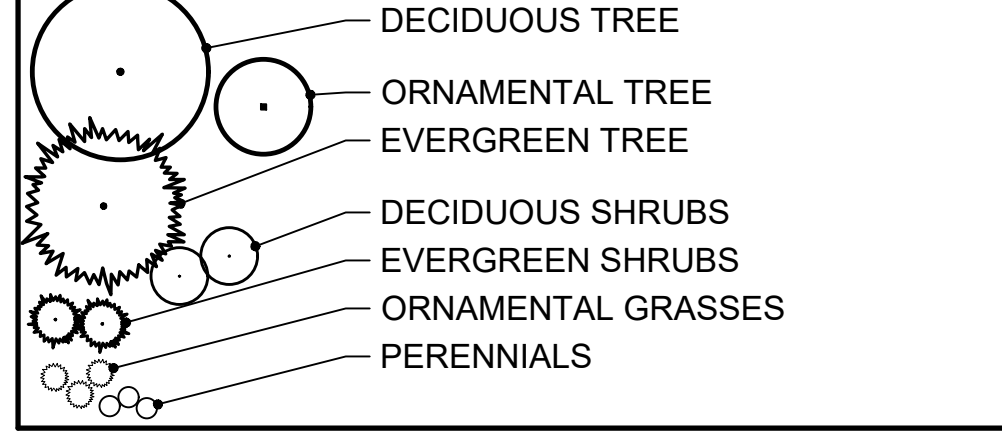 DECIDUOUS TREE
ORNAMENTAL TREE
EVERGREEN TREE
DECIDUOUS SHRUBS
EVERGREEN SHRUBS
ORNAMENTAL GRASSES
PERENNIALS